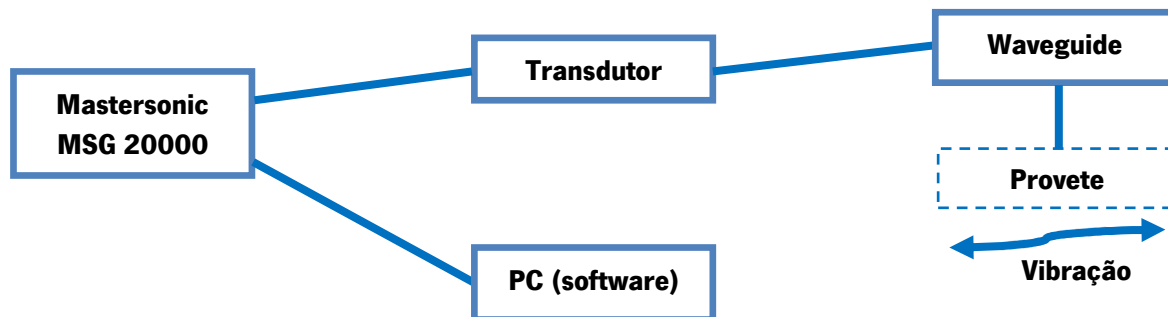 Mastersonic
MSG 20000
Transdutor
Waveguide
Provete
Vibração
PC (software)